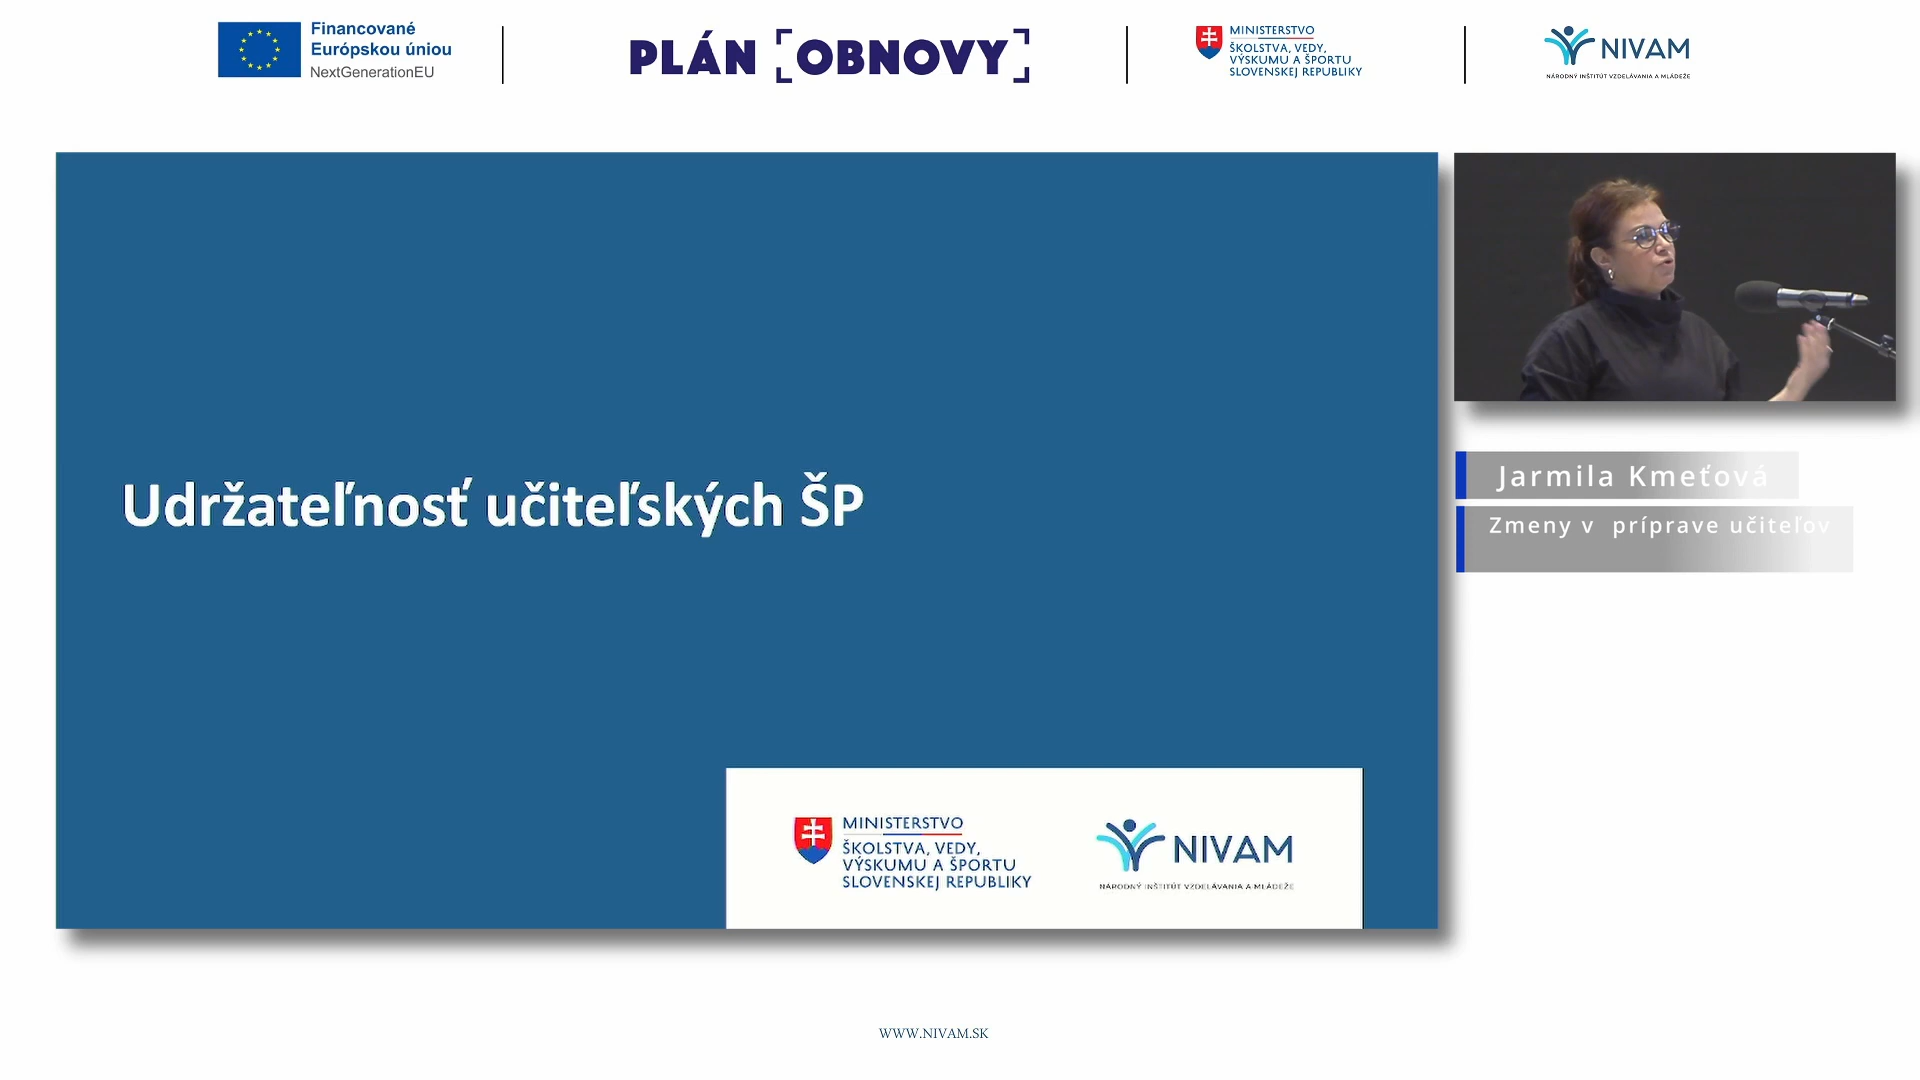 Financované
Európskou úniou
NextGenerationEU
PLÁN [OBNOVY]
MINISTERSTVO
ŠKOLSTVA, VEDY,
VÝSKUMU A ŠPORTU
SLOVENSKEJ REPUBLIKY
NIVAM
NÁRODNÝ INŠTITÚT VZDELÁVANIA A MLÁDEŽE
Udržateľnosť učiteľských ŠP
Jarmila Kmeťová
Zmeny v príprave učiteľov
MINISTERSTVO
ŠKOLSTVA, VEDY,
VÝSKUMU A ŠPORTU
SLOVENSKEJ REPUBLIKY
NIVAM
NÁRODNÝ INŠTITÚT VZDELÁVANIA A MLÁDEŽE
WWW.NIVAM.SK